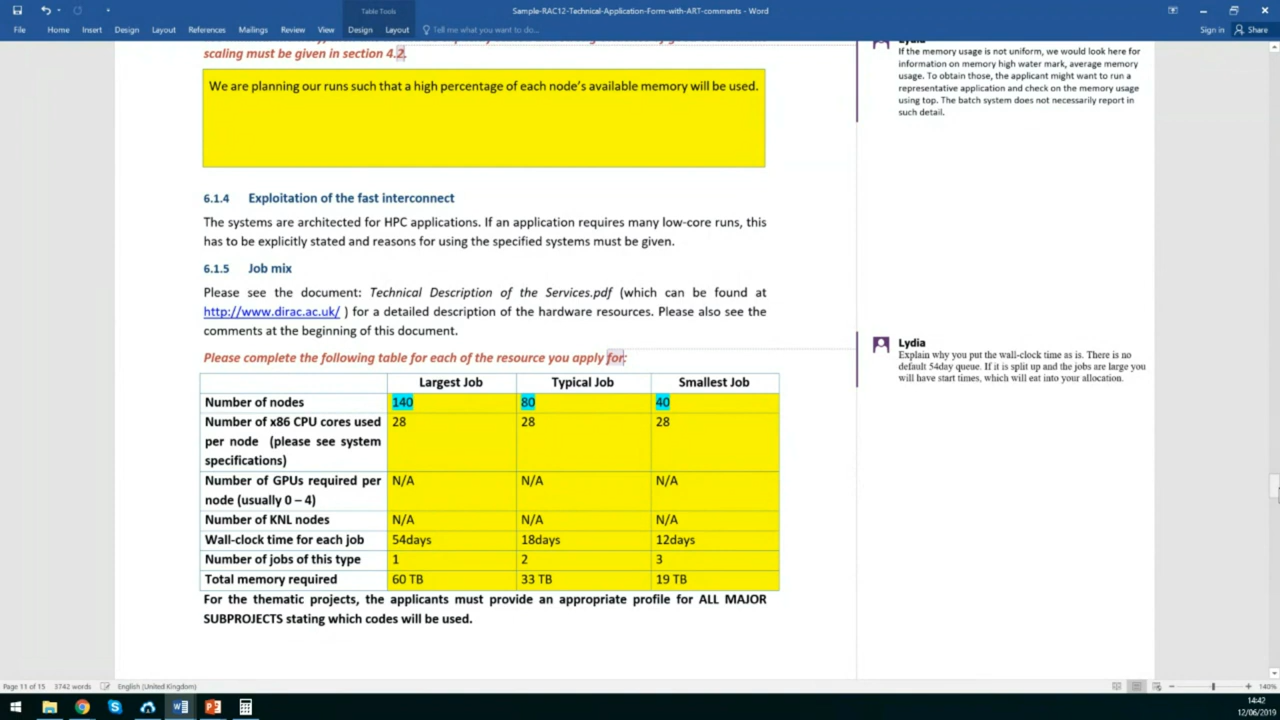 Table Tools
Sample-RAC12-Technical-Application-Form-with-ART-comments - Word
File Home Insert Design Layout References Mailings Review View Design Layout Tell me what you want to do... Sign in Share
scaling must be given in section 4.2.
We are planning our runs such that a high percentage of each node's available memory will be used.
If the memory usage is not uniform, we would look here for
information on memory high water mark, average memory
usage. To obtain those, the applicant might want to run a
representative application and check on the memory usage
using top. The batch system does not necessarily report in
such detail.
6.1.4 Exploitation of the fast interconnect
The systems are architected for HPC applications. If an application requires many low-core runs, this
has to be explicitly stated and reasons for using the specified systems must be given.
6.1.5 Job mix
Please see the document: Technical Description of the Services.pdf (which can be found at
http://www.dirac.ac.uk/ ) for a detailed description of the hardware resources. Please also see the
comments at the beginning of this document.
Please complete the following table for each of the resource you apply for:
Lydia
Explain why you put the wall-clock time as is. There is no
default 54day queue. If it is split up and the jobs are large you
will have start times, which will eat into your allocation.
Largest Job Typical Job Smallest Job
Number of nodes 140 80 40
Number of x86 CPU cores used 28 28 28
per node (please see system
specifications)
Number of GPUs required per N/A N/A N/A
node (usually 0 – 4)
Number of KNL nodes N/A N/A N/A
Wall-clock time for each job 54days 18days 12days
Number of jobs of this type 1 2 3
Total memory required 60 TB 33 TB 19 TB
For the thematic projects, the applicants must provide an appropriate profile for ALL MAJOR
SUBPROJECTS stating which codes will be used.
Page 11 of 15 3742 words English (United Kingdom) 140%
14:42
12/06/2019